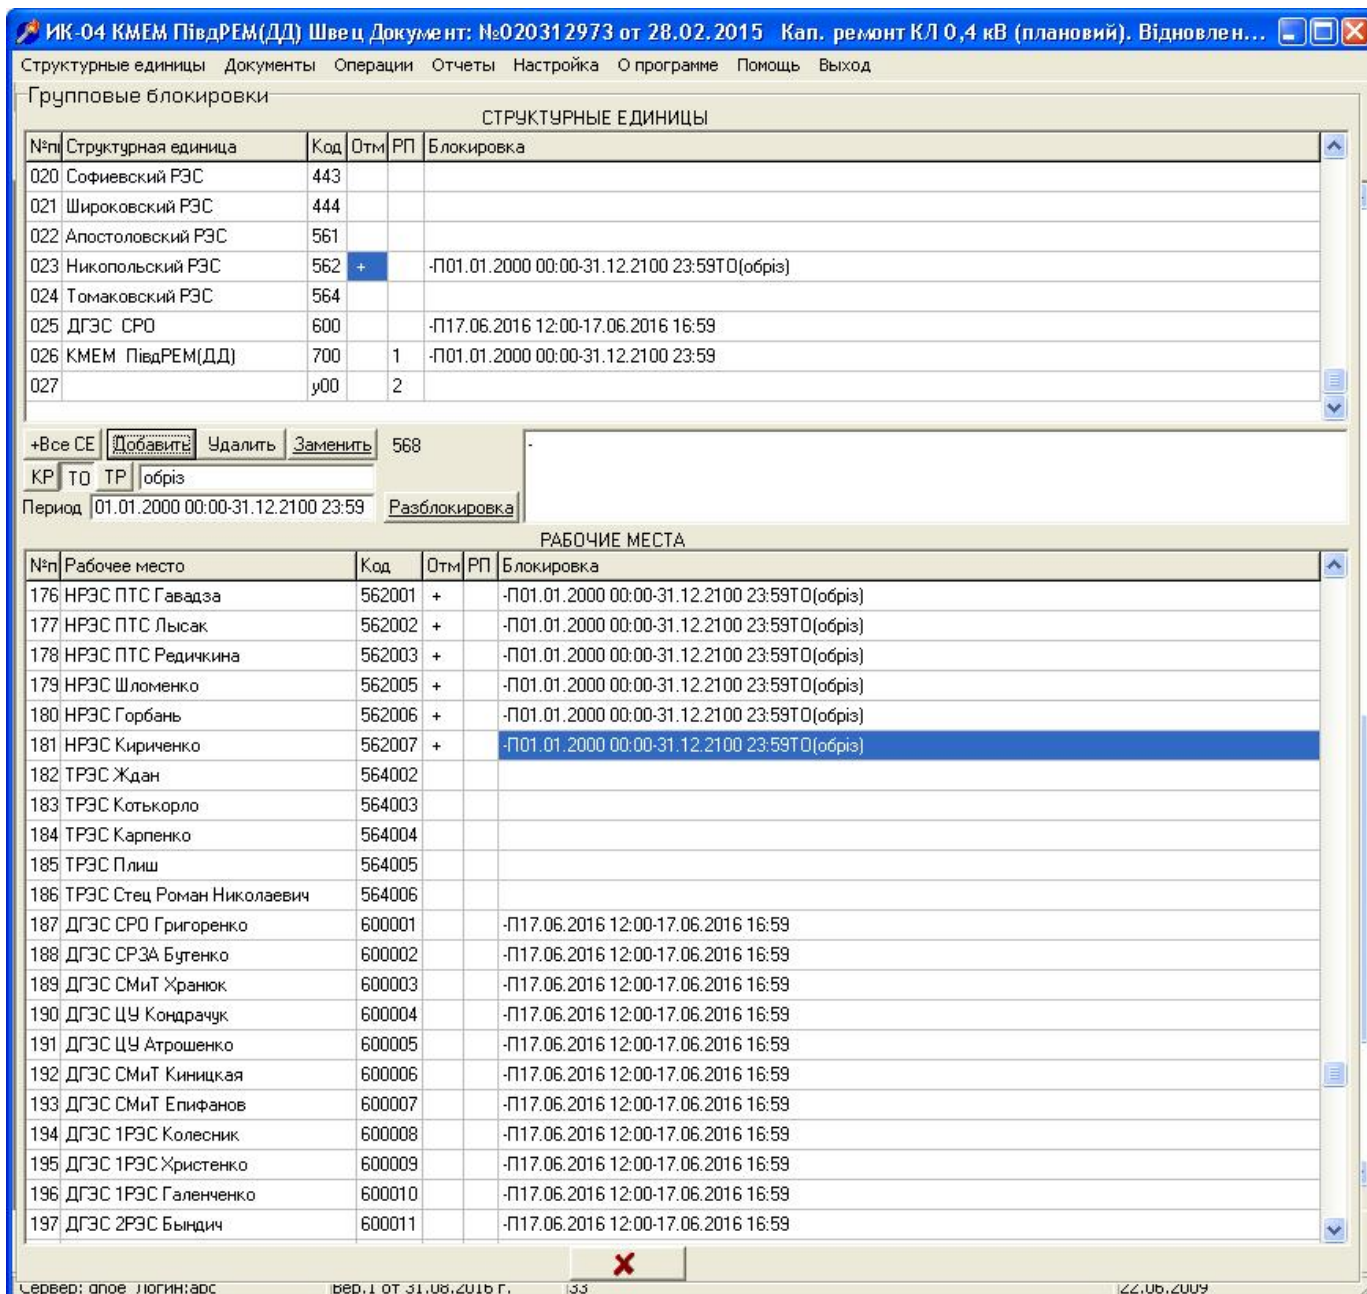 ИК-04 КМЕМ ПівдРЕМ(ДД) Швец Документ: №020312973 от 28.02.2015 Кап. ремонт КЛ 0,4 кВ (плановий). Відновлен...
Структурные единицы Документы Операции Отчеты Настройка О программе Помощь Выход
Групповые блокировки
СТРУКТУРНЫЕ ЕДИНИЦЫ
№п Структурная единица Код Отм РП Блокировка
020 Софиевский РЭС 443
021 Широковский РЭС 444
022 Апостоловский РЭС 561
023 Никопольский РЭС 562 + -П01.01.2000 00:00-31.12.2100 23:59ТО(обріз)
024 Томаковский РЭС 564
025 ДГЭС СРО 600 -П17.06.2016 12:00-17.06.2016 16:59
026 КМЕМ ПівдРЕМ(ДД) 700 1 -П01.01.2000 00:00-31.12.2100 23:59
027 у00 2
+Все СЕ Добавить Удалить Заменить 568 -
КР ТО ТР обріз
Период 01.01.2000 00:00-31.12.2100 23:59 Разблокировка
РАБОЧИЕ МЕСТА
№п Рабочее место Код Отм РП Блокировка
176 НРЭС ПТС Гавадза 562001 + -П01.01.2000 00:00-31.12.2100 23:59ТО(обріз)
177 НРЭС ПТС Лысак 562002 + -П01.01.2000 00:00-31.12.2100 23:59ТО(обріз)
178 НРЭС ПТС Редичкина 562003 + -П01.01.2000 00:00-31.12.2100 23:59ТО(обріз)
179 НРЭС Шломенко 562005 + -П01.01.2000 00:00-31.12.2100 23:59ТО(обріз)
180 НРЭС Горбань 562006 + -П01.01.2000 00:00-31.12.2100 23:59ТО(обріз)
181 НРЭС Кириченко 562007 + -П01.01.2000 00:00-31.12.2100 23:59ТО(обріз)
182 ТРЭС Ждан 564002
183 ТРЭС Котькорло 564003
184 ТРЭС Карпенко 564004
185 ТРЭС Плиш 564005
186 ТРЭС Стец Роман Николаевич 564006
187 ДГЭС СРО Григоренко 600001 -П17.06.2016 12:00-17.06.2016 16:59
188 ДГЭС СРЗА Бутенко 600002 -П17.06.2016 12:00-17.06.2016 16:59
189 ДГЭС СМиТ Хранюк 600003 -П17.06.2016 12:00-17.06.2016 16:59
190 ДГЭС ЦУ Кондрачук 600004 -П17.06.2016 12:00-17.06.2016 16:59
191 ДГЭС ЦУ Атрошенко 600005 -П17.06.2016 12:00-17.06.2016 16:59
192 ДГЭС СМиТ Киницкая 600006 -П17.06.2016 12:00-17.06.2016 16:59
193 ДГЭС СМиТ Епифанов 600007 -П17.06.2016 12:00-17.06.2016 16:59
194 ДГЭС 1РЭС Колесник 600008 -П17.06.2016 12:00-17.06.2016 16:59
195 ДГЭС 1РЭС Христенко 600009 -П17.06.2016 12:00-17.06.2016 16:59
196 ДГЭС 1РЭС Галенченко 600010 -П17.06.2016 12:00-17.06.2016 16:59
197 ДГЭС 2РЭС Бындич 600011 -П17.06.2016 12:00-17.06.2016 16:59
Сервер: Логин:арс Вер.1 от 31.08.2016 г. 33 22.06.2009